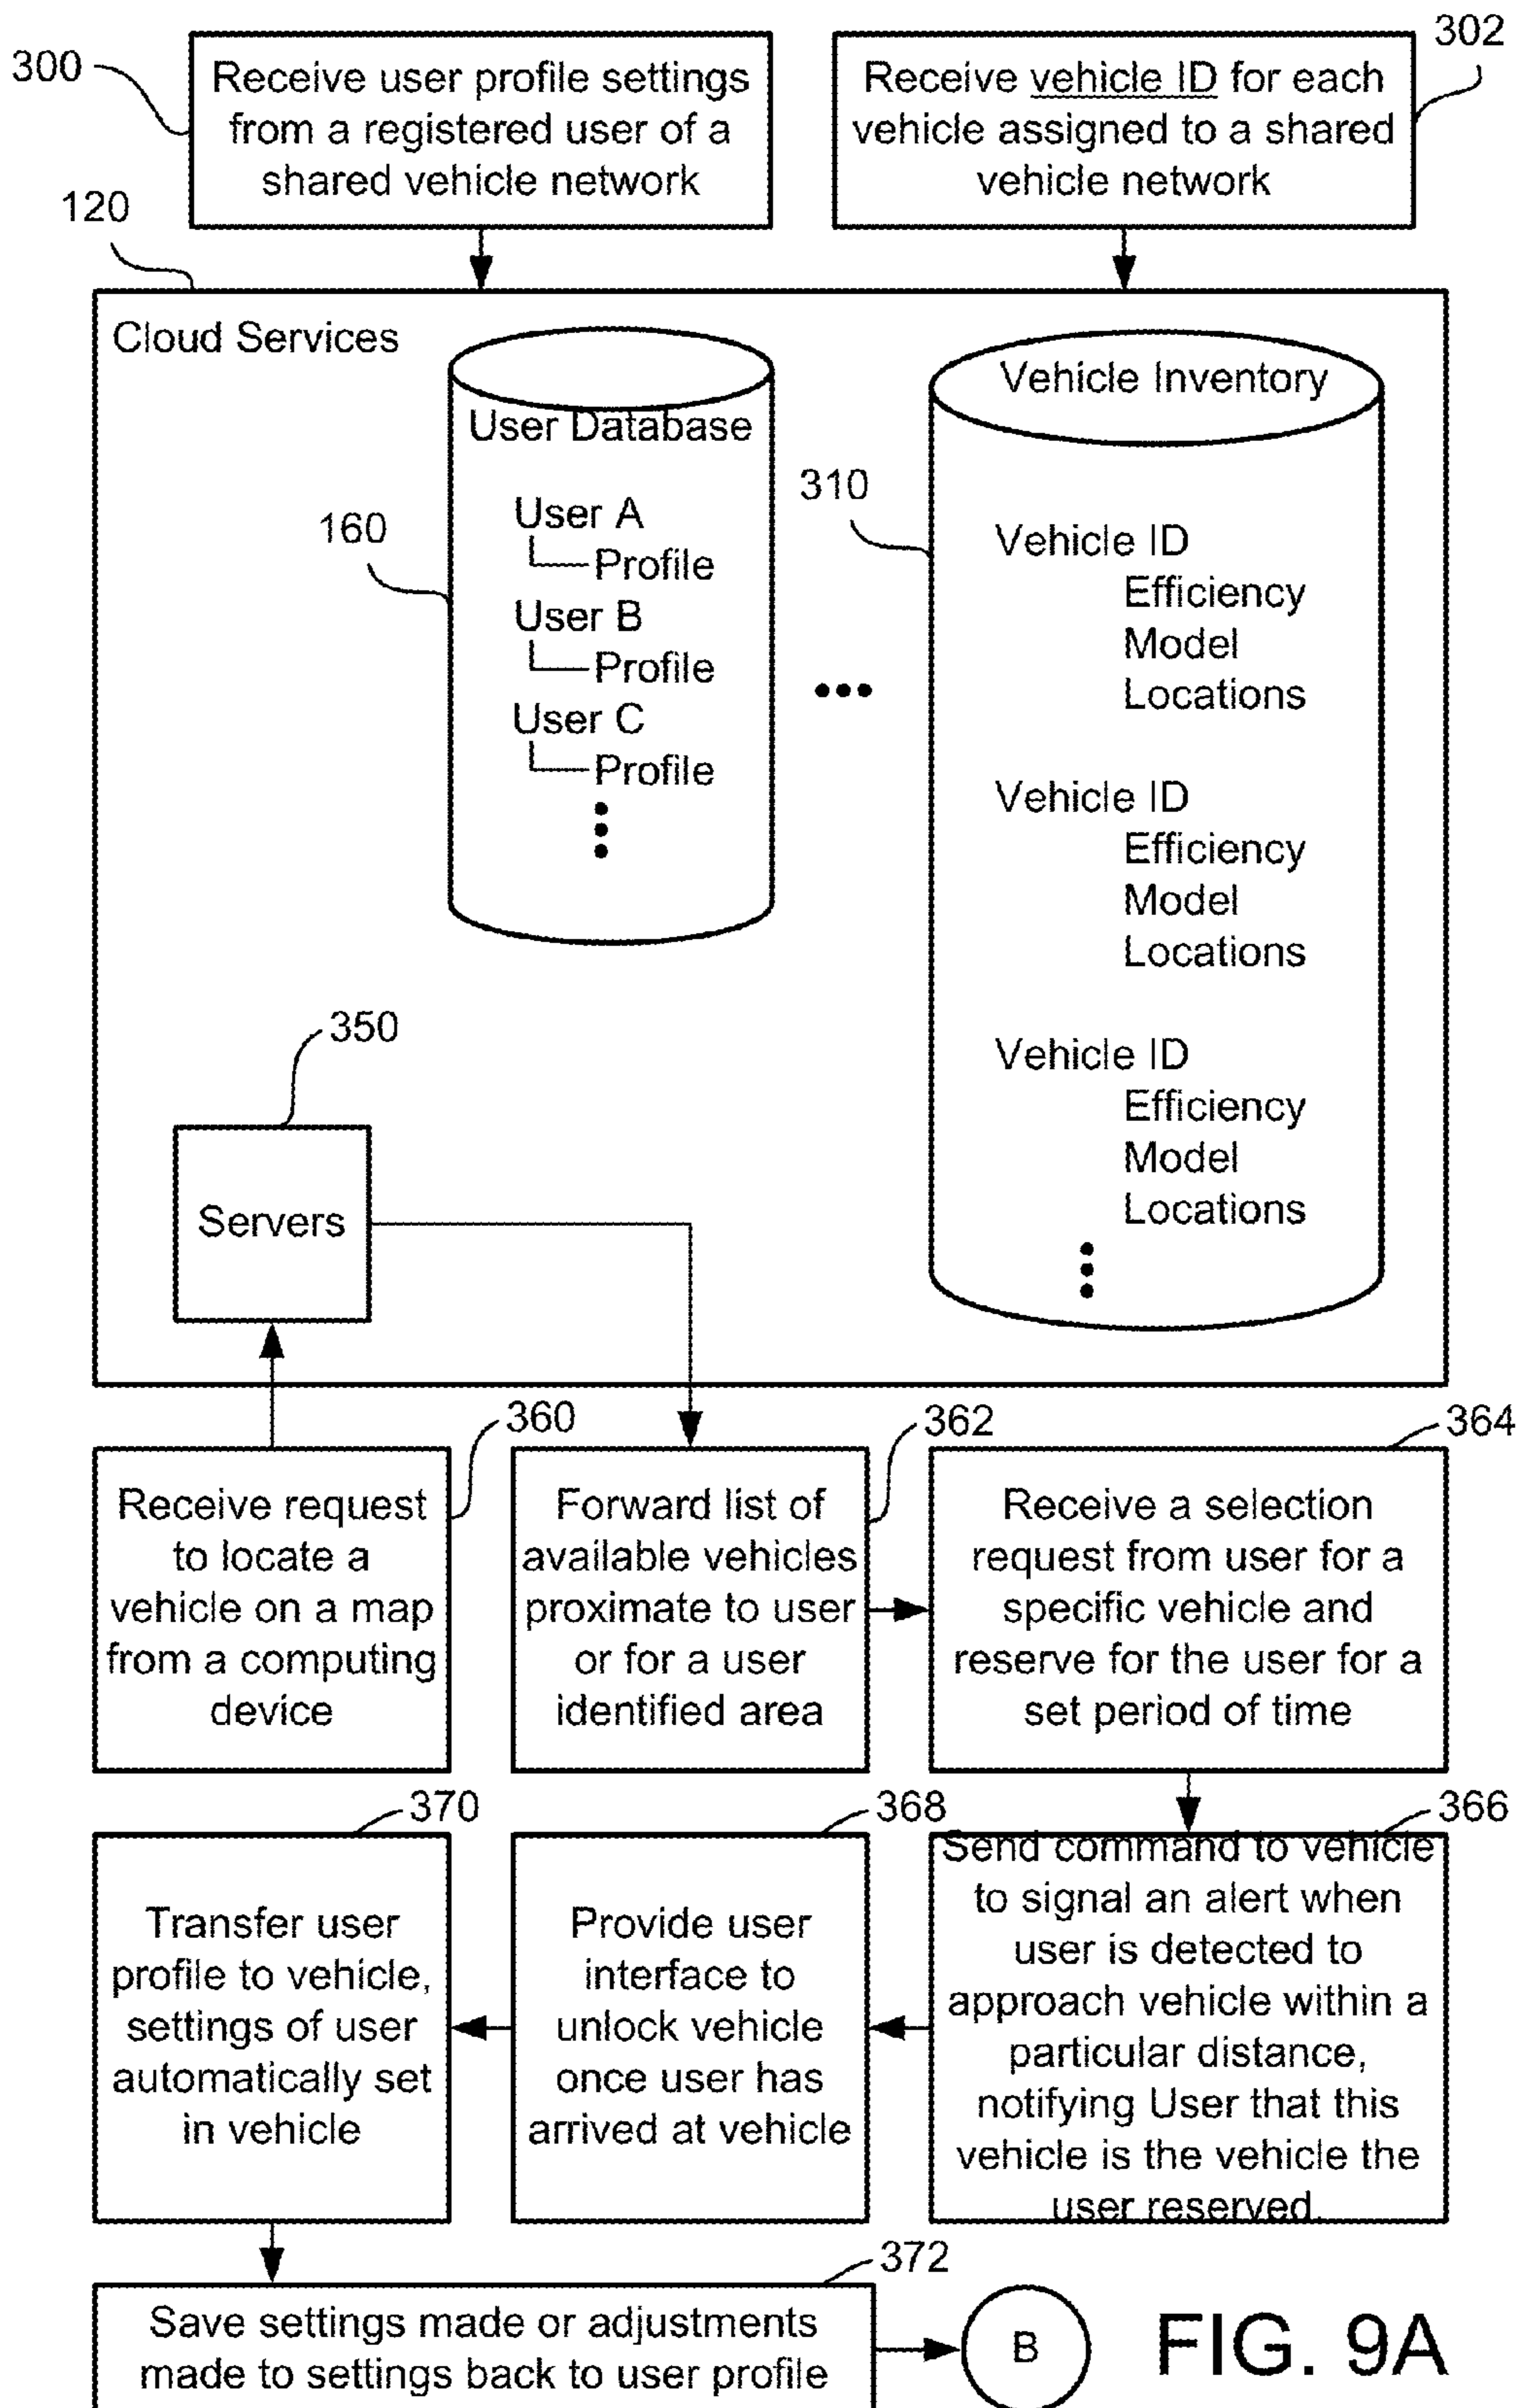 300
Receive user profile settings
from a registered user of a
shared vehicle network
302
Receive vehicle ID for each
vehicle assigned to a shared
vehicle network
120
Cloud Services
User Database
160
User A
Profile
User B
Profile
User C
Profile
Vehicle Inventory
310
Vehicle ID
Efficiency
Model
Locations
Vehicle ID
Efficiency
Model
Locations
Vehicle ID
Efficiency
Model
Locations
350
Servers
360
Receive request
to locate a
vehicle on a map
from a computing
device
362
Forward list of
available vehicles
proximate to user
or for a user
identified area
364
Receive a selection
request from user for a
specific vehicle and
reserve for the user for a
set period of time
366
Send command to vehicle
to signal an alert when
user is detected to
approach vehicle within a
particular distance,
notifying User that this
vehicle is the vehicle the
user reserved.
368
Provide user
interface to
unlock vehicle
once user has
arrived at vehicle
370
Transfer user
profile to vehicle,
settings of user
automatically set
in vehicle
372
Save settings made or adjustments
made to settings back to user profile
B
FIG. 9A